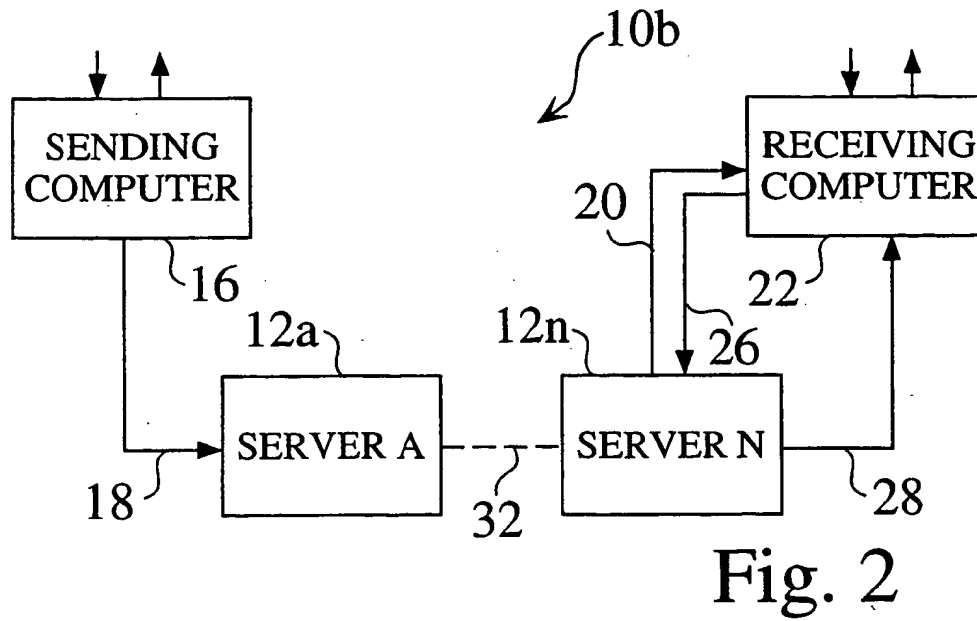 10b
SENDING
COMPUTER
RECEIVING
COMPUTER
20
16
22
12a
12n
26
SERVER A
SERVER N
18
32
28
Fig. 2